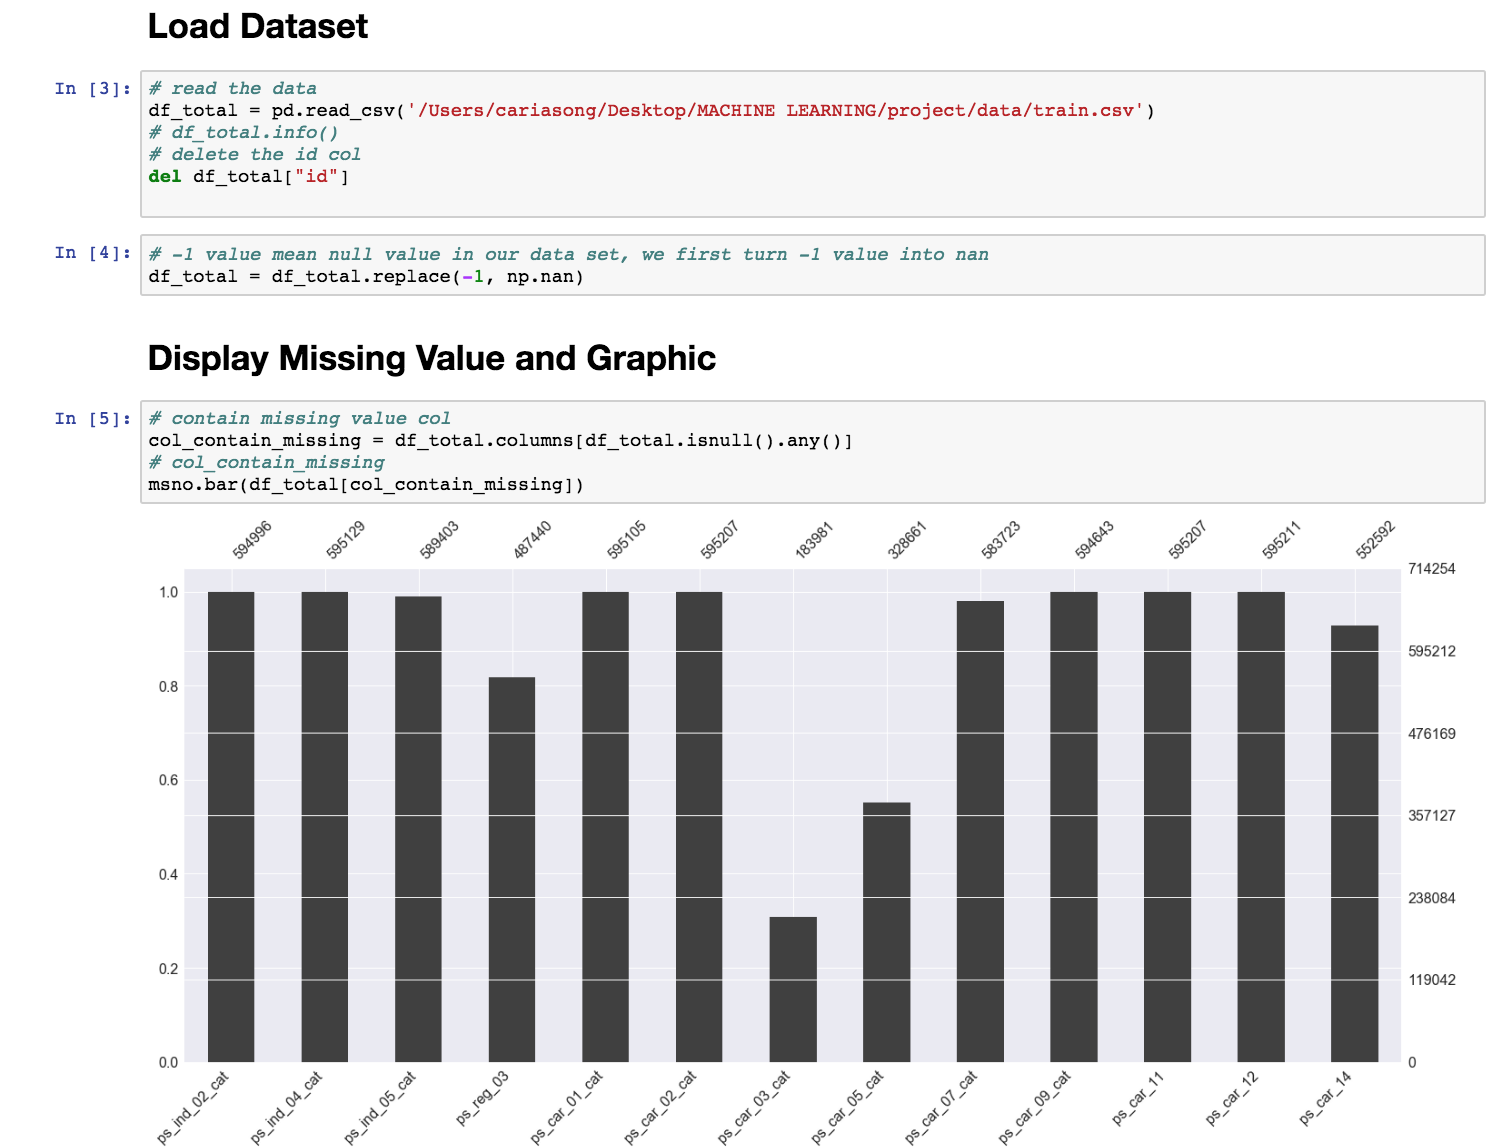 Load Dataset
In [3]:
# read the data
df_total = pd.read_csv('/Users/cariasong/Desktop/MACHINE LEARNING/project/data/train.csv')
# df_total.info()
# delete the id col
del df_total["id"]
In [4]:
# -1 value mean null value in our data set, we first turn -1 value into nan
df_total = df_total.replace(-1, np.nan)
Display Missing Value and Graphic
In [5]:
# contain missing value col
col_contain_missing = df_total.columns[df_total.isnull().any()]
# col_contain_missing
msno.bar(df_total[col_contain_missing])
594996 595129 589403 487440 595105 595207 183981 328661 583723 594643 595207 595211 552592
1.0
0.8
0.6
0.4
0.2
0.0
714254
595212
476169
357127
238084
119042
0
ps_ind_02_cat ps_ind_04_cat ps_ind_05_cat ps_reg_03 ps_car_01_cat ps_car_02_cat ps_car_03_cat ps_car_05_cat ps_car_07_cat ps_car_09_cat ps_car_11 ps_car_12 ps_car_14